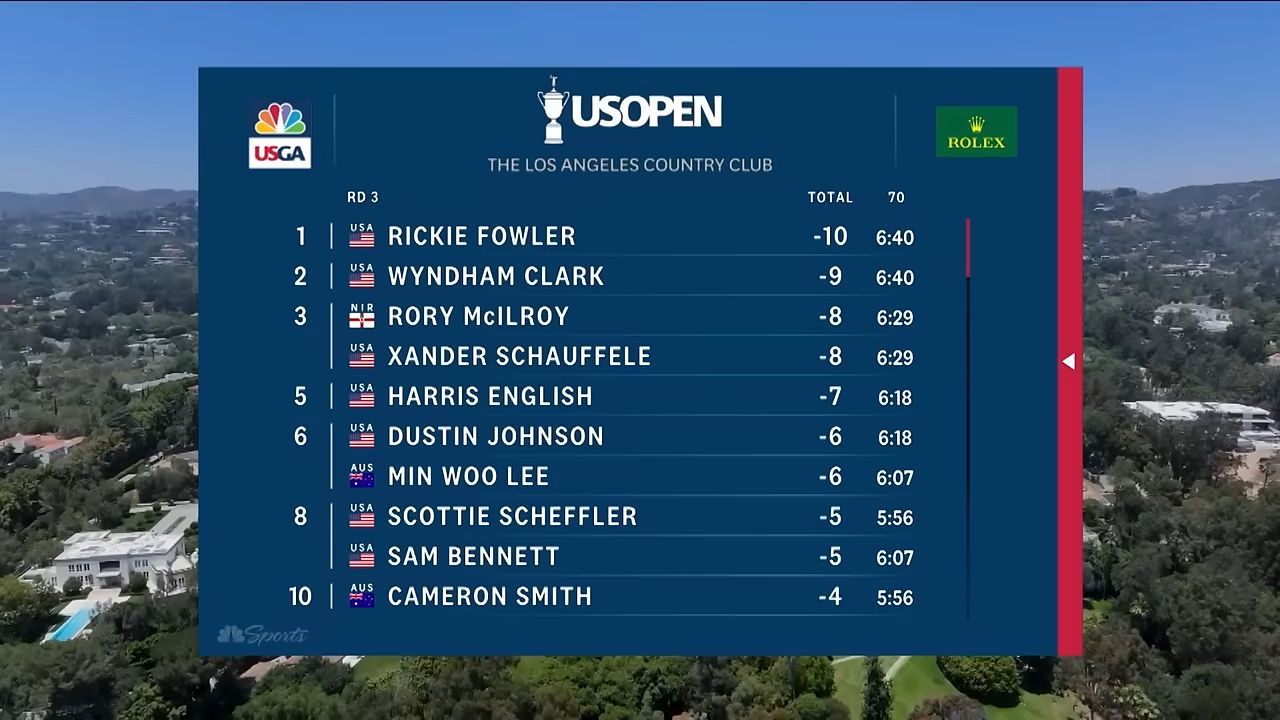 USOPEN
USGA
ROLEX
THE LOS ANGELES COUNTRY CLUB
RD 3 TOTAL 70
1 USA RICKIE FOWLER -10 6:40
2 USA WYNDHAM CLARK -9 6:40
3 NIR RORY McILROY -8 6:29
USA XANDER SCHAUFFELE -8 6:29
5 USA HARRIS ENGLISH -7 6:18
6 USA DUSTIN JOHNSON -6 6:18
AUS MIN WOO LEE -6 6:07
8 USA SCOTTIE SCHEFFLER -5 5:56
USA SAM BENNETT -5 6:07
10 AUS CAMERON SMITH -4 5:56
Sports